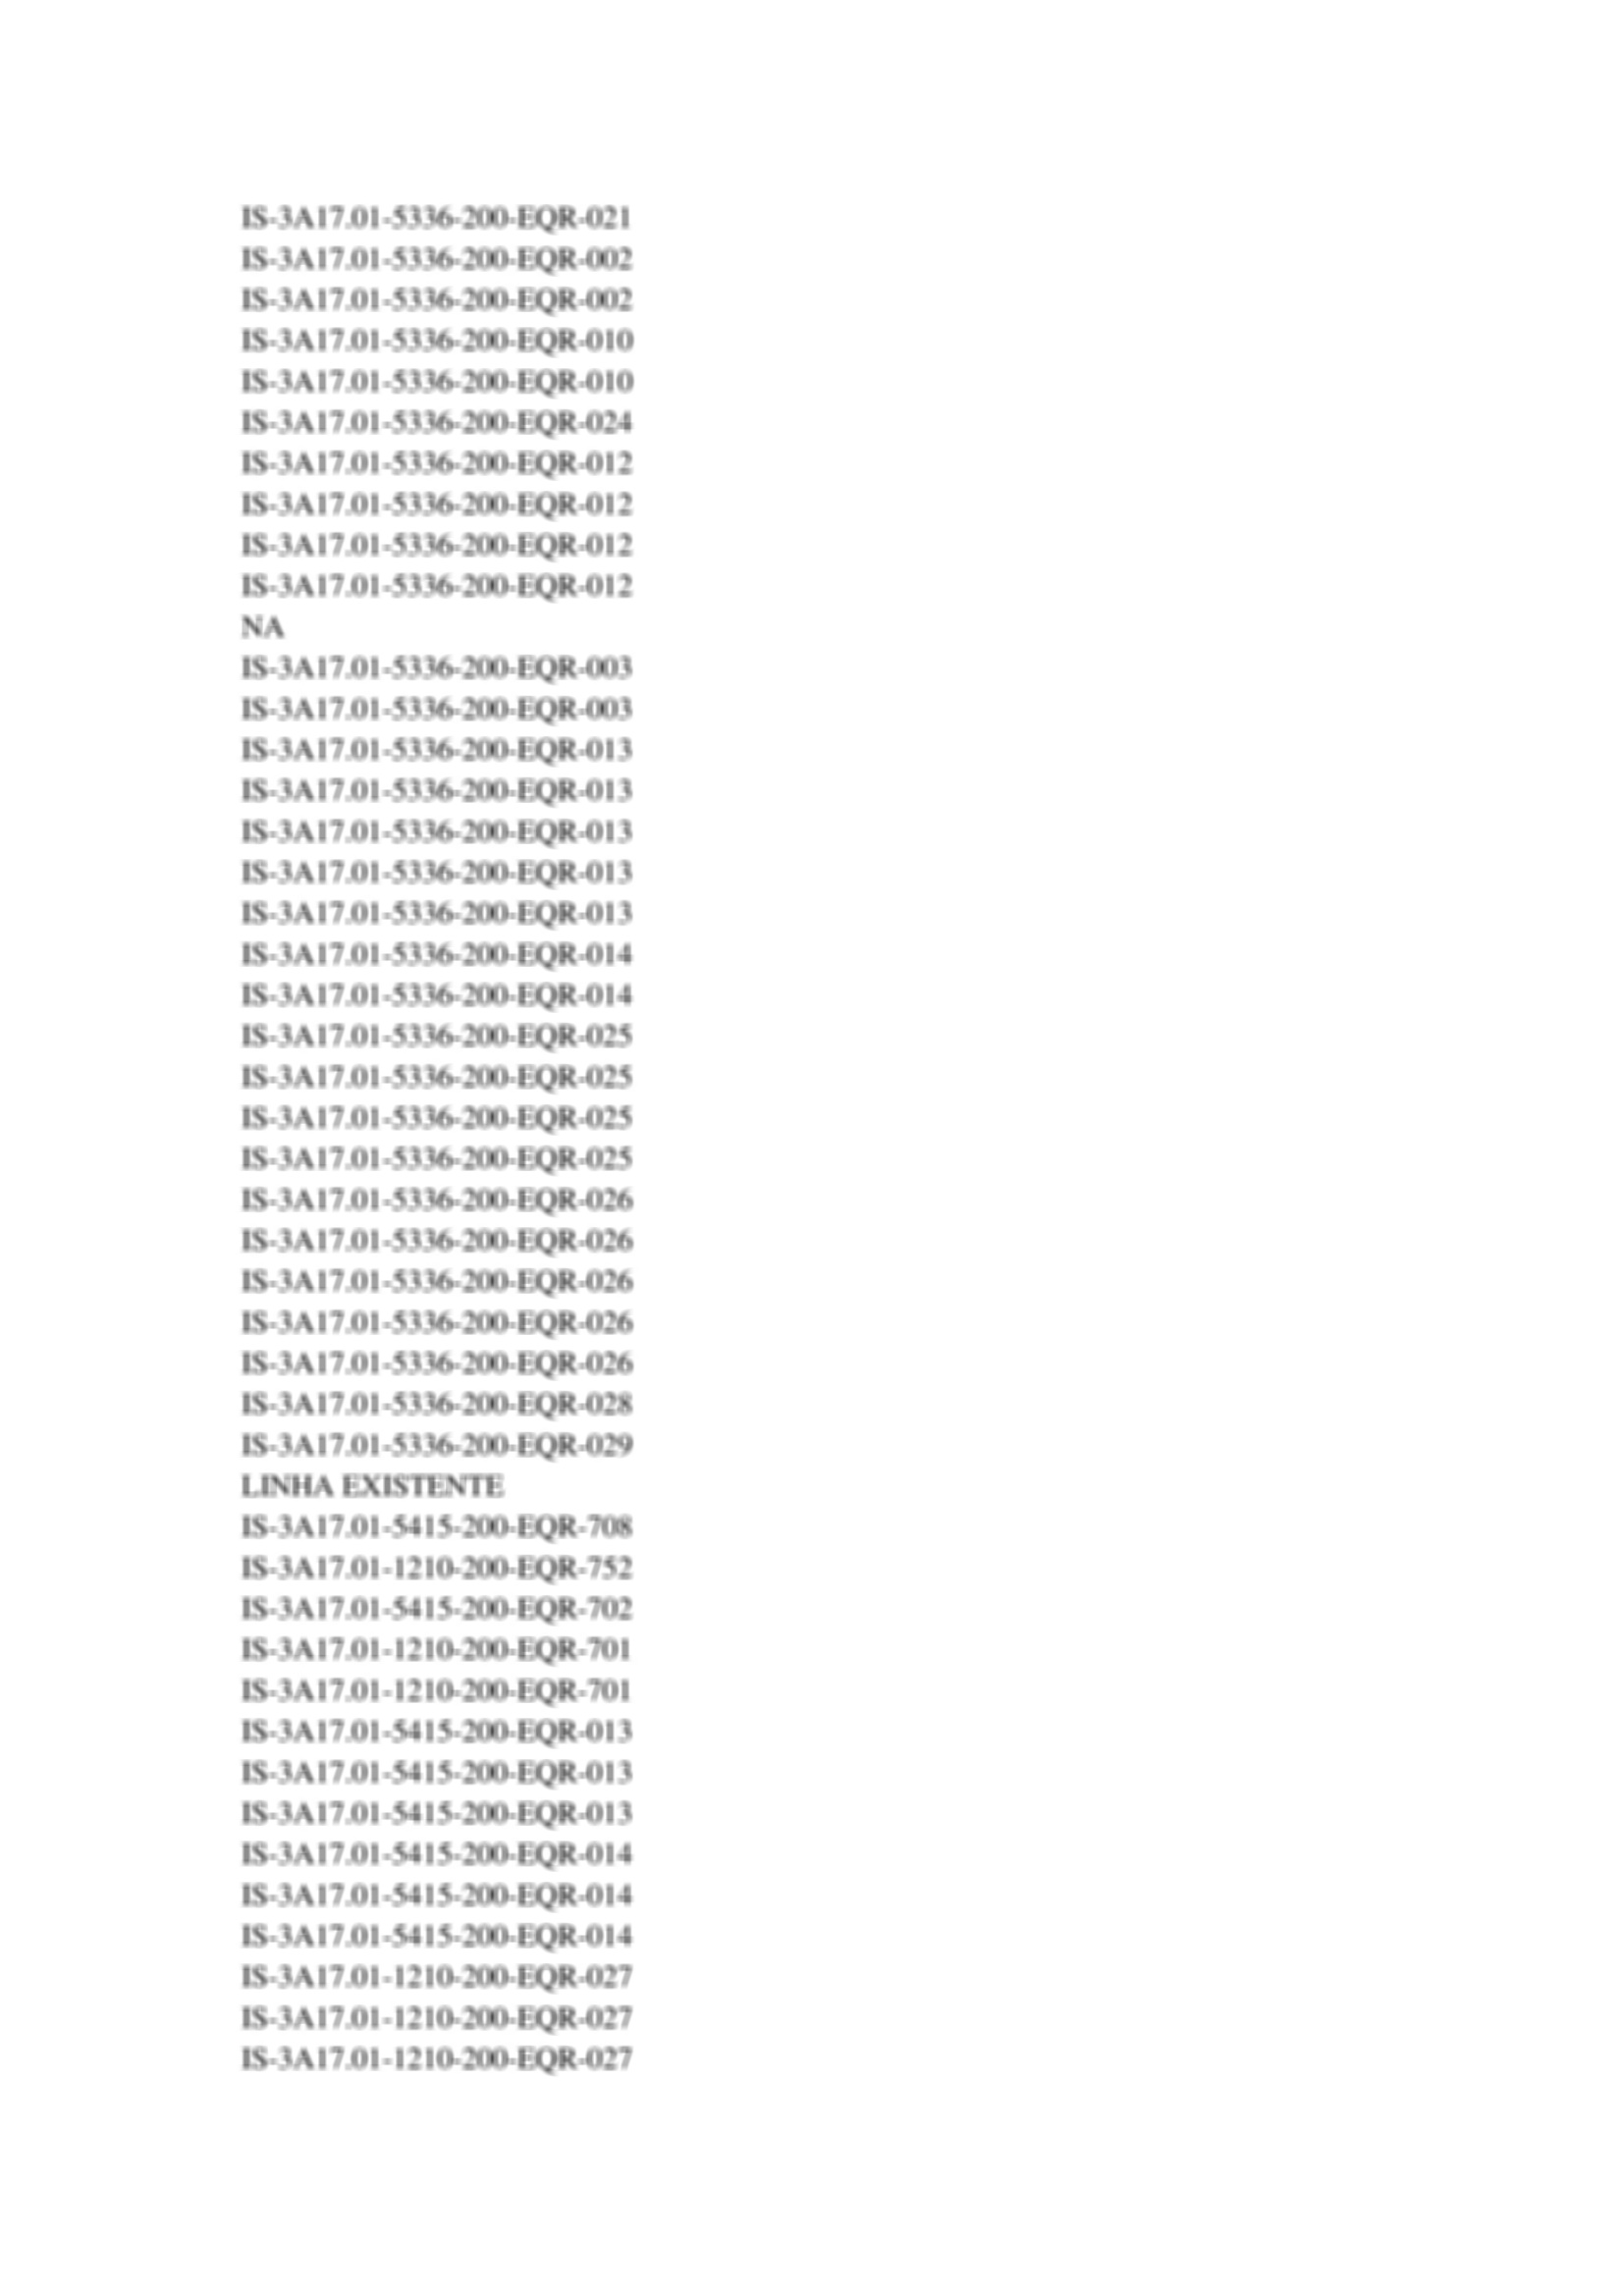 IS-3A17.01-5336-200-EQR-021
IS-3A17.01-5336-200-EQR-002
IS-3A17.01-5336-200-EQR-002
IS-3A17.01-5336-200-EQR-010
IS-3A17.01-5336-200-EQR-010
IS-3A17.01-5336-200-EQR-024
IS-3A17.01-5336-200-EQR-012
IS-3A17.01-5336-200-EQR-012
IS-3A17.01-5336-200-EQR-012
IS-3A17.01-5336-200-EQR-012
NA
IS-3A17.01-5336-200-EQR-003
IS-3A17.01-5336-200-EQR-003
IS-3A17.01-5336-200-EQR-013
IS-3A17.01-5336-200-EQR-013
IS-3A17.01-5336-200-EQR-013
IS-3A17.01-5336-200-EQR-013
IS-3A17.01-5336-200-EQR-013
IS-3A17.01-5336-200-EQR-014
IS-3A17.01-5336-200-EQR-014
IS-3A17.01-5336-200-EQR-025
IS-3A17.01-5336-200-EQR-025
IS-3A17.01-5336-200-EQR-025
IS-3A17.01-5336-200-EQR-025
IS-3A17.01-5336-200-EQR-026
IS-3A17.01-5336-200-EQR-026
IS-3A17.01-5336-200-EQR-026
IS-3A17.01-5336-200-EQR-026
IS-3A17.01-5336-200-EQR-026
IS-3A17.01-5336-200-EQR-028
IS-3A17.01-5336-200-EQR-029
LINHA EXISTENTE
IS-3A17.01-5415-200-EQR-708
IS-3A17.01-1210-200-EQR-752
IS-3A17.01-5415-200-EQR-702
IS-3A17.01-1210-200-EQR-701
IS-3A17.01-1210-200-EQR-701
IS-3A17.01-5415-200-EQR-013
IS-3A17.01-5415-200-EQR-013
IS-3A17.01-5415-200-EQR-013
IS-3A17.01-5415-200-EQR-014
IS-3A17.01-5415-200-EQR-014
IS-3A17.01-5415-200-EQR-014
IS-3A17.01-1210-200-EQR-027
IS-3A17.01-1210-200-EQR-027
IS-3A17.01-1210-200-EQR-027